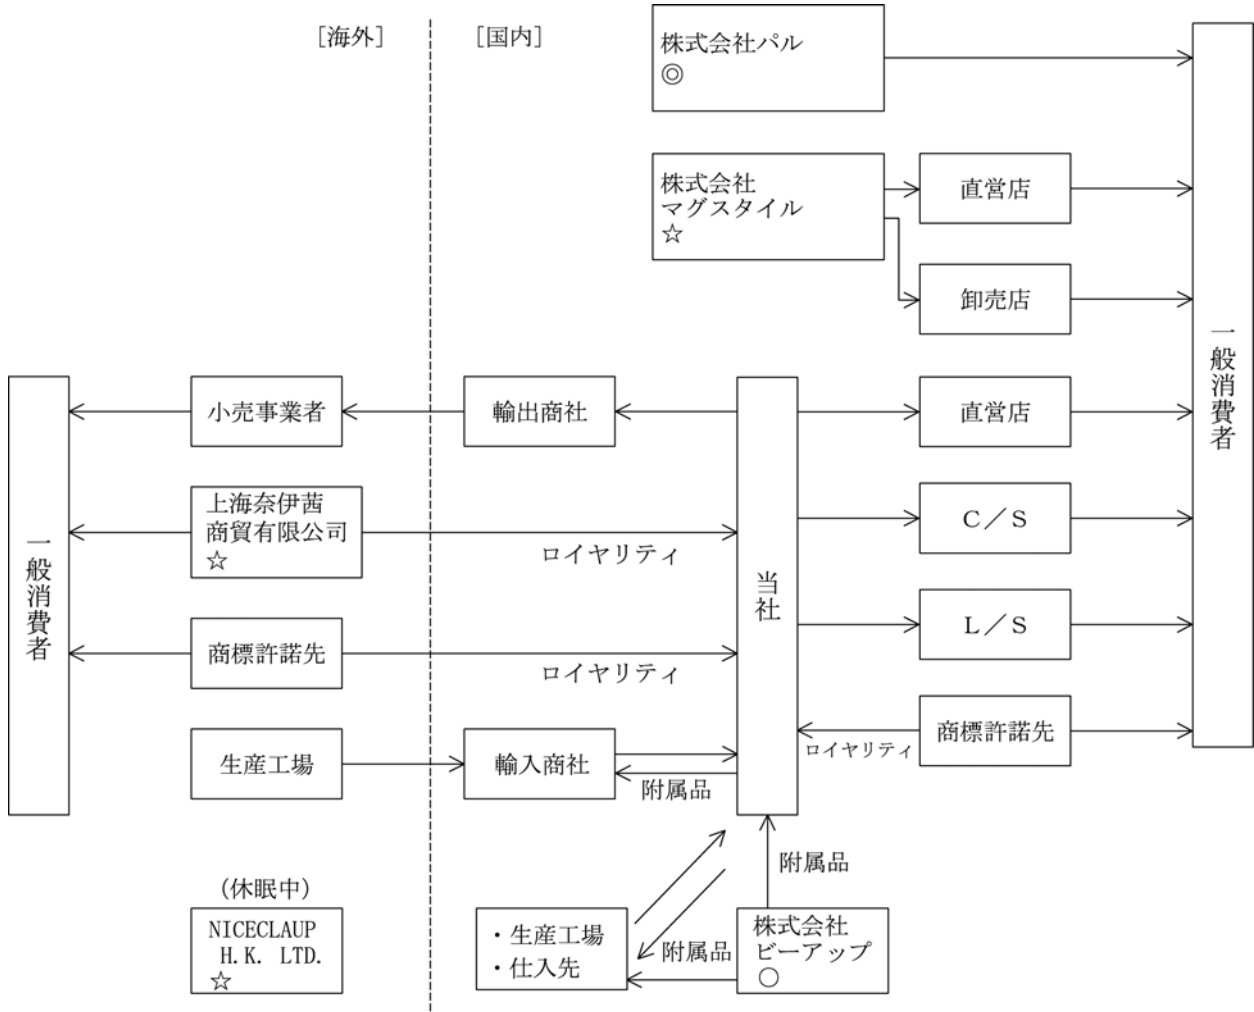 [海外]
[国内]
株式会社パル
◎
株式会社
マグスタイル
☆
直営店
卸売店
一般消費者
小売事業者
輸出商社
直営店
上海奈伊茜
商貿有限公司
☆
ロイヤリティ
C/S
一般消費者
当社
L/S
商標許諾先
ロイヤリティ
商標許諾先
ロイヤリティ
生産工場
輸入商社
附属品
附属品
(休眠中)
NICECLAUP
H.K. LTD.
☆
・生産工場
・仕入先
附属品
株式会社
ビーアップ
○